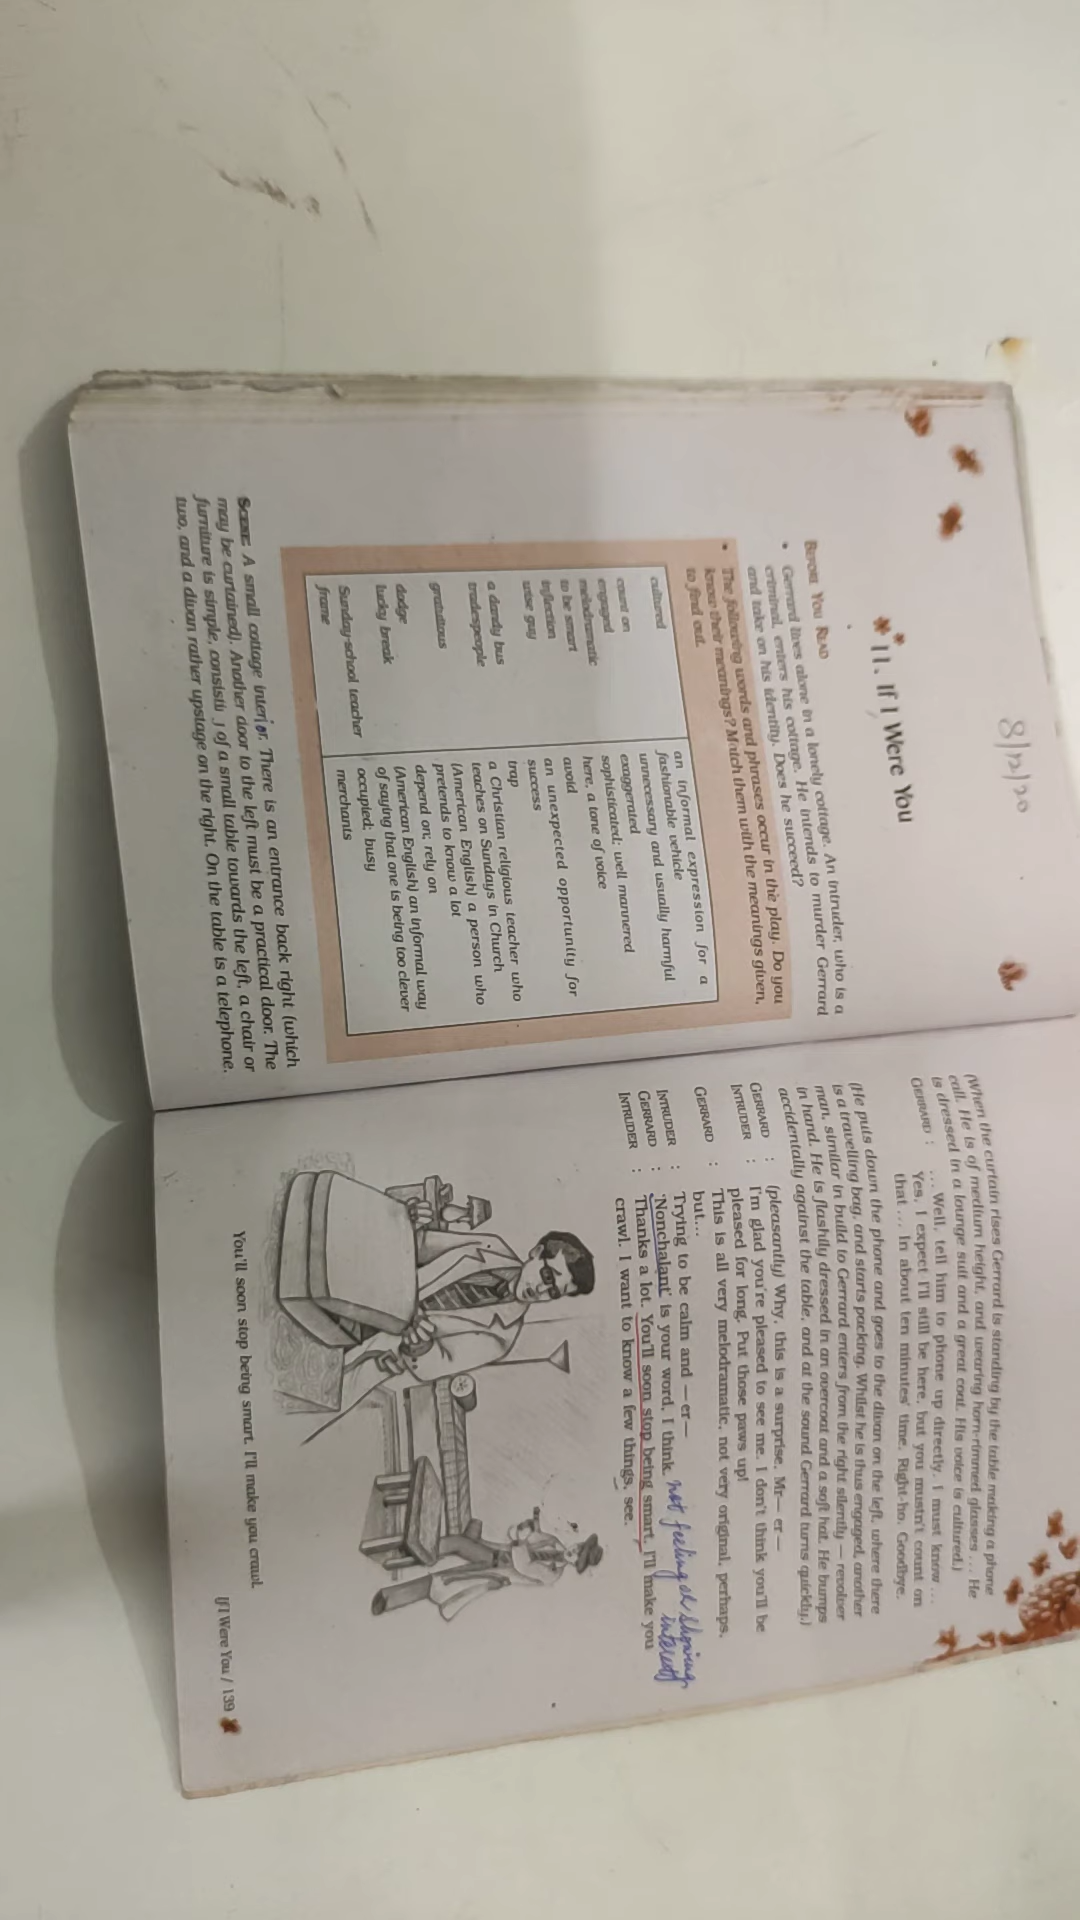 8/12/20
11. If I Were You
BEFORE YOU READ
• Gerrard lives alone in a lonely cottage. An intruder, who is a
criminal, enters his cottage. He intends to murder Gerrard
and take on his identity. Does he succeed?
• The following words and phrases occur in the play. Do you
know their meanings? Match them with the meanings given,
to find out.
cultured
count on
engaged
melodramatic
to be smart
inflection
wise guy
a dandy bus
tradespeople
gratuitous
dodge
lucky break
Sunday-school teacher
frame
an informal expression for a
fashionable vehicle
unnecessary and usually harmful
exaggerated
sophisticated; well mannered
here, a tone of voice
avoid
an unexpected opportunity for
success
trap
a Christian religious teacher who
teaches on Sundays in Church
(American English) a person who
pretends to know a lot
depend on; rely on
(American English) an informal way
of saying that one is being too clever
occupied; busy
merchants
SCENE: A small cottage interior. There is an entrance back right (which
may be curtained). Another door to the left must be a practical door. The
furniture is simple, consisti of a small table towards the left, a chair or
two, and a divan rather upstage on the right. On the table is a telephone.
(When the curtain rises Gerrard is standing by the table making a phone
call. He is of medium height, and wearing horn-rimmed glasses ... He
is dressed in a lounge suit and a great coat. His voice is cultured.)
GERRARD : ... Well, tell him to phone up directly. I must know ...
Yes, I expect I'll still be here, but you mustn't count on
that ... In about ten minutes' time. Right-ho. Goodbye.
(He puts down the phone and goes to the divan on the left, where there
is a travelling bag, and starts packing. Whilst he is thus engaged, another
man, similar in build to Gerrard enters from the right silently — revolver
in hand. He is flashily dressed in an overcoat and a soft hat. He bumps
accidentally against the table, and at the sound Gerrard turns quickly.)
GERRARD : (pleasantly) Why, this is a surprise, Mr— er —
INTRUDER : I'm glad you're pleased to see me. I don't think you'll be
pleased for long. Put those paws up!
GERRARD : This is all very melodramatic, not very original, perhaps,
but...
INTRUDER : Trying to be calm and —er—
GERRARD : 'Nonchalant' is your word, I think. not feeling or showing
interest
INTRUDER : Thanks a lot. You'll soon stop being smart. I'll make you
crawl. I want to know a few things, see.
You'll soon stop being smart. I'll make you crawl.
If I Were You / 139